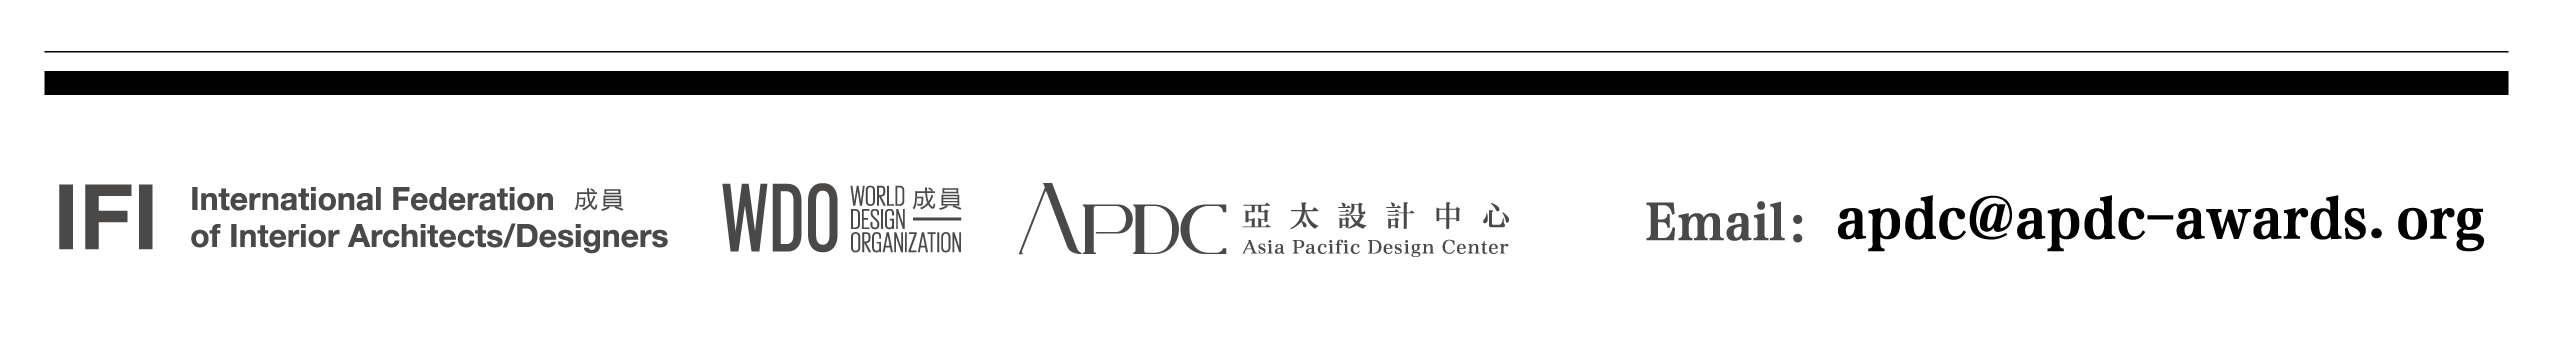 IFI
International Federation 成員
of Interior Architects/Designers
WDO
WORLD 成員
DESIGN
ORGANIZATION
APDC
亞太設計中心
Asia Pacific Design Center
Email: apdc@apdc-awards.org